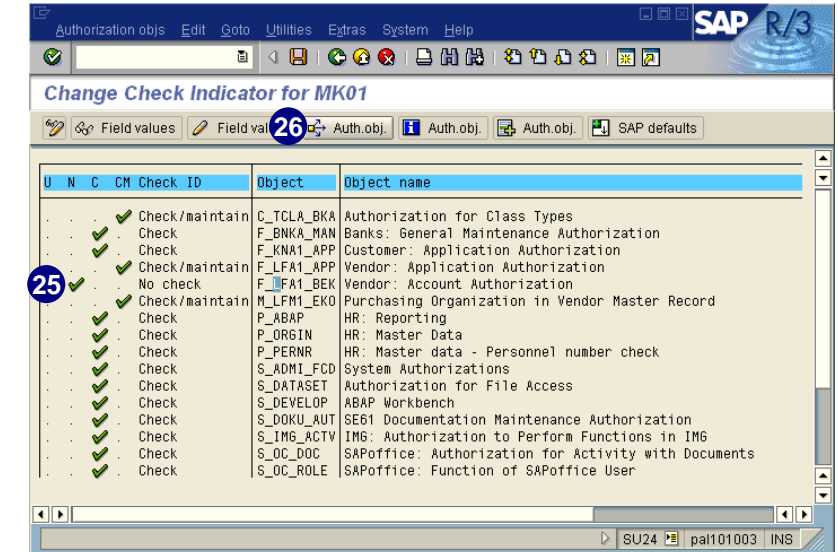 Authorization objs Edit Goto Utilities Extras System Help
SAP R/3
Change Check Indicator for MK01
Field values Field val 26 Auth.obj. Auth.obj. Auth.obj. SAP defaults
U N C CM Check ID Object Object name
. . . Check/maintain C_TCLA_BKA Authorization for Class Types
. . . Check F_BNKA_MAN Banks: General Maintenance Authorization
. . . Check F_KNA1_APP Customer: Application Authorization
. . . Check/maintain F_LFA1_APP Vendor: Application Authorization
25 . . No check F_LFA1_BEK Vendor: Account Authorization
. . . Check/maintain M_LFM1_EKO Purchasing Organization in Vendor Master Record
. . . Check P_ABAP HR: Reporting
. . . Check P_ORGIN HR: Master Data
. . . Check P_PERNR HR: Master data - Personnel number check
. . . Check S_ADMI_FCD System Authorizations
. . . Check S_DATASET Authorization for File Access
. . . Check S_DEVELOP ABAP Workbench
. . . Check S_DOKU_AUT SE61 Documentation Maintenance Authorization
. . . Check S_IMG_ACTV IMG: Authorization to Perform Functions in IMG
. . . Check S_OC_DOC SAPoffice: Authorization for Activity with Documents
. . . Check S_OC_ROLE SAPoffice: Function of SAPoffice User
SU24 pal101003 INS